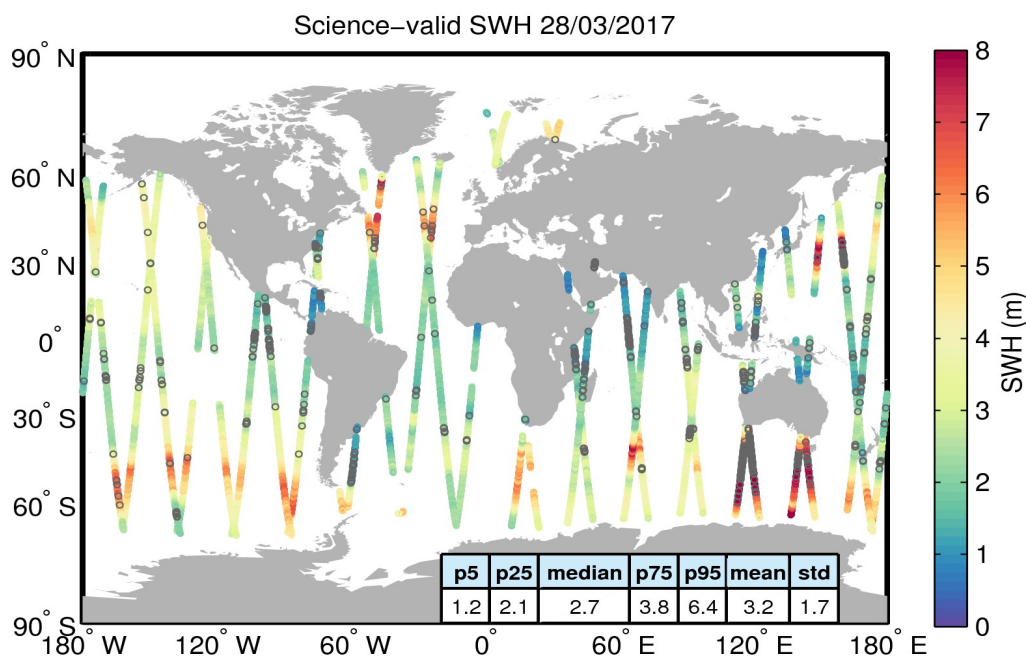 Science−valid SWH 28/03/2017
90° N
60° N
30° N
0°
30° S
60° S
90° S
180° W
120° W
60° W
0°
60° E
120° E
180° E
8
7
6
5
4
3
2
1
0
SWH (m)
p5 p25 median p75 p95 mean std
1.2 2.1 2.7 3.8 6.4 3.2 1.7